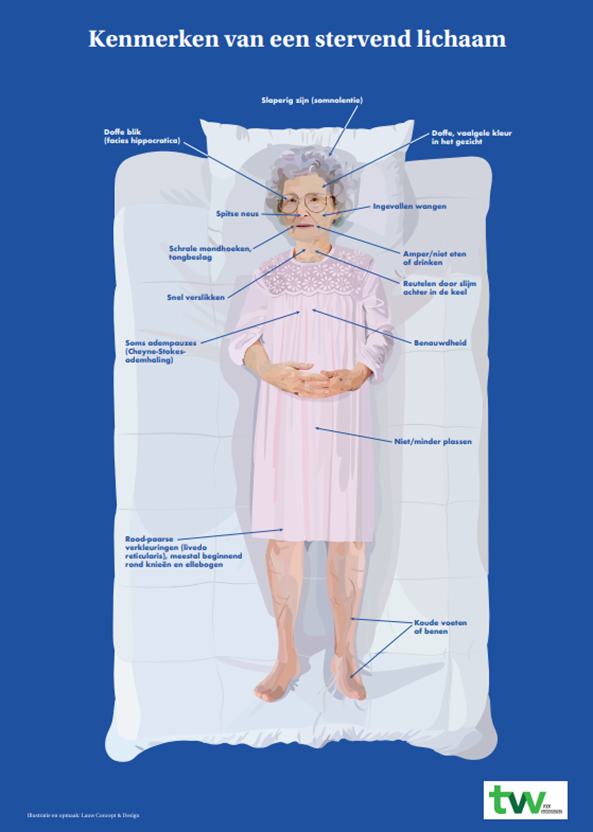 Kenmerken van een stervend lichaam
Slaperig zijn (somnolentie)
Doffe blik
(facies hippocratica)
Doffe, vaalgele kleur
in het gezicht
Spitse neus
Ingevallen wangen
Schrale mondhoeken,
tongbeslag
Amper/niet eten
of drinken
Snel verslikken
Reutelen door slijm
achter in de keel
Soms adempauzes
(Cheyne-Stokes-
ademhaling)
Benauwdheid
Niet/minder plassen
Rood-paarse
verkleuringen (livedo
reticularis), meestal beginnend
rond knieën en ellebogen
Koude voeten
of benen
Illustratie en opmaak: Lauw Concept & Design
tvv